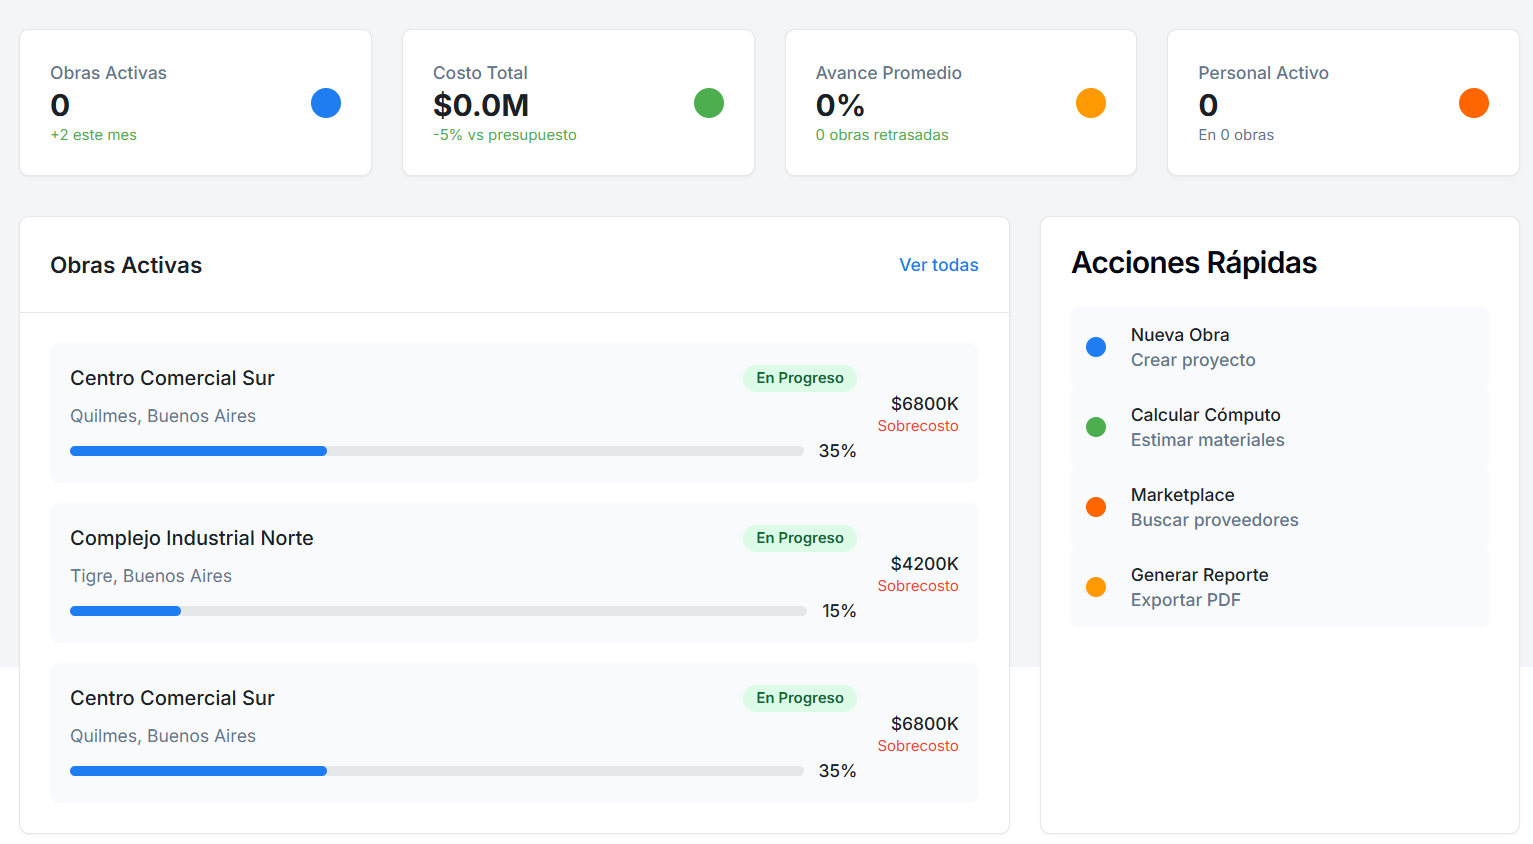 Obras Activas
0
+2 este mes
Costo Total
$0.0M
-5% vs presupuesto
Avance Promedio
0%
0 obras retrasadas
Personal Activo
0
En 0 obras
Obras Activas
Ver todas
Centro Comercial Sur
En Progreso
Quilmes, Buenos Aires
$6800K
Sobrecosto
35%
Complejo Industrial Norte
En Progreso
Tigre, Buenos Aires
$4200K
Sobrecosto
15%
Centro Comercial Sur
En Progreso
Quilmes, Buenos Aires
$6800K
Sobrecosto
35%
Acciones Rápidas
Nueva Obra
Crear proyecto
Calcular Cómputo
Estimar materiales
Marketplace
Buscar proveedores
Generar Reporte
Exportar PDF